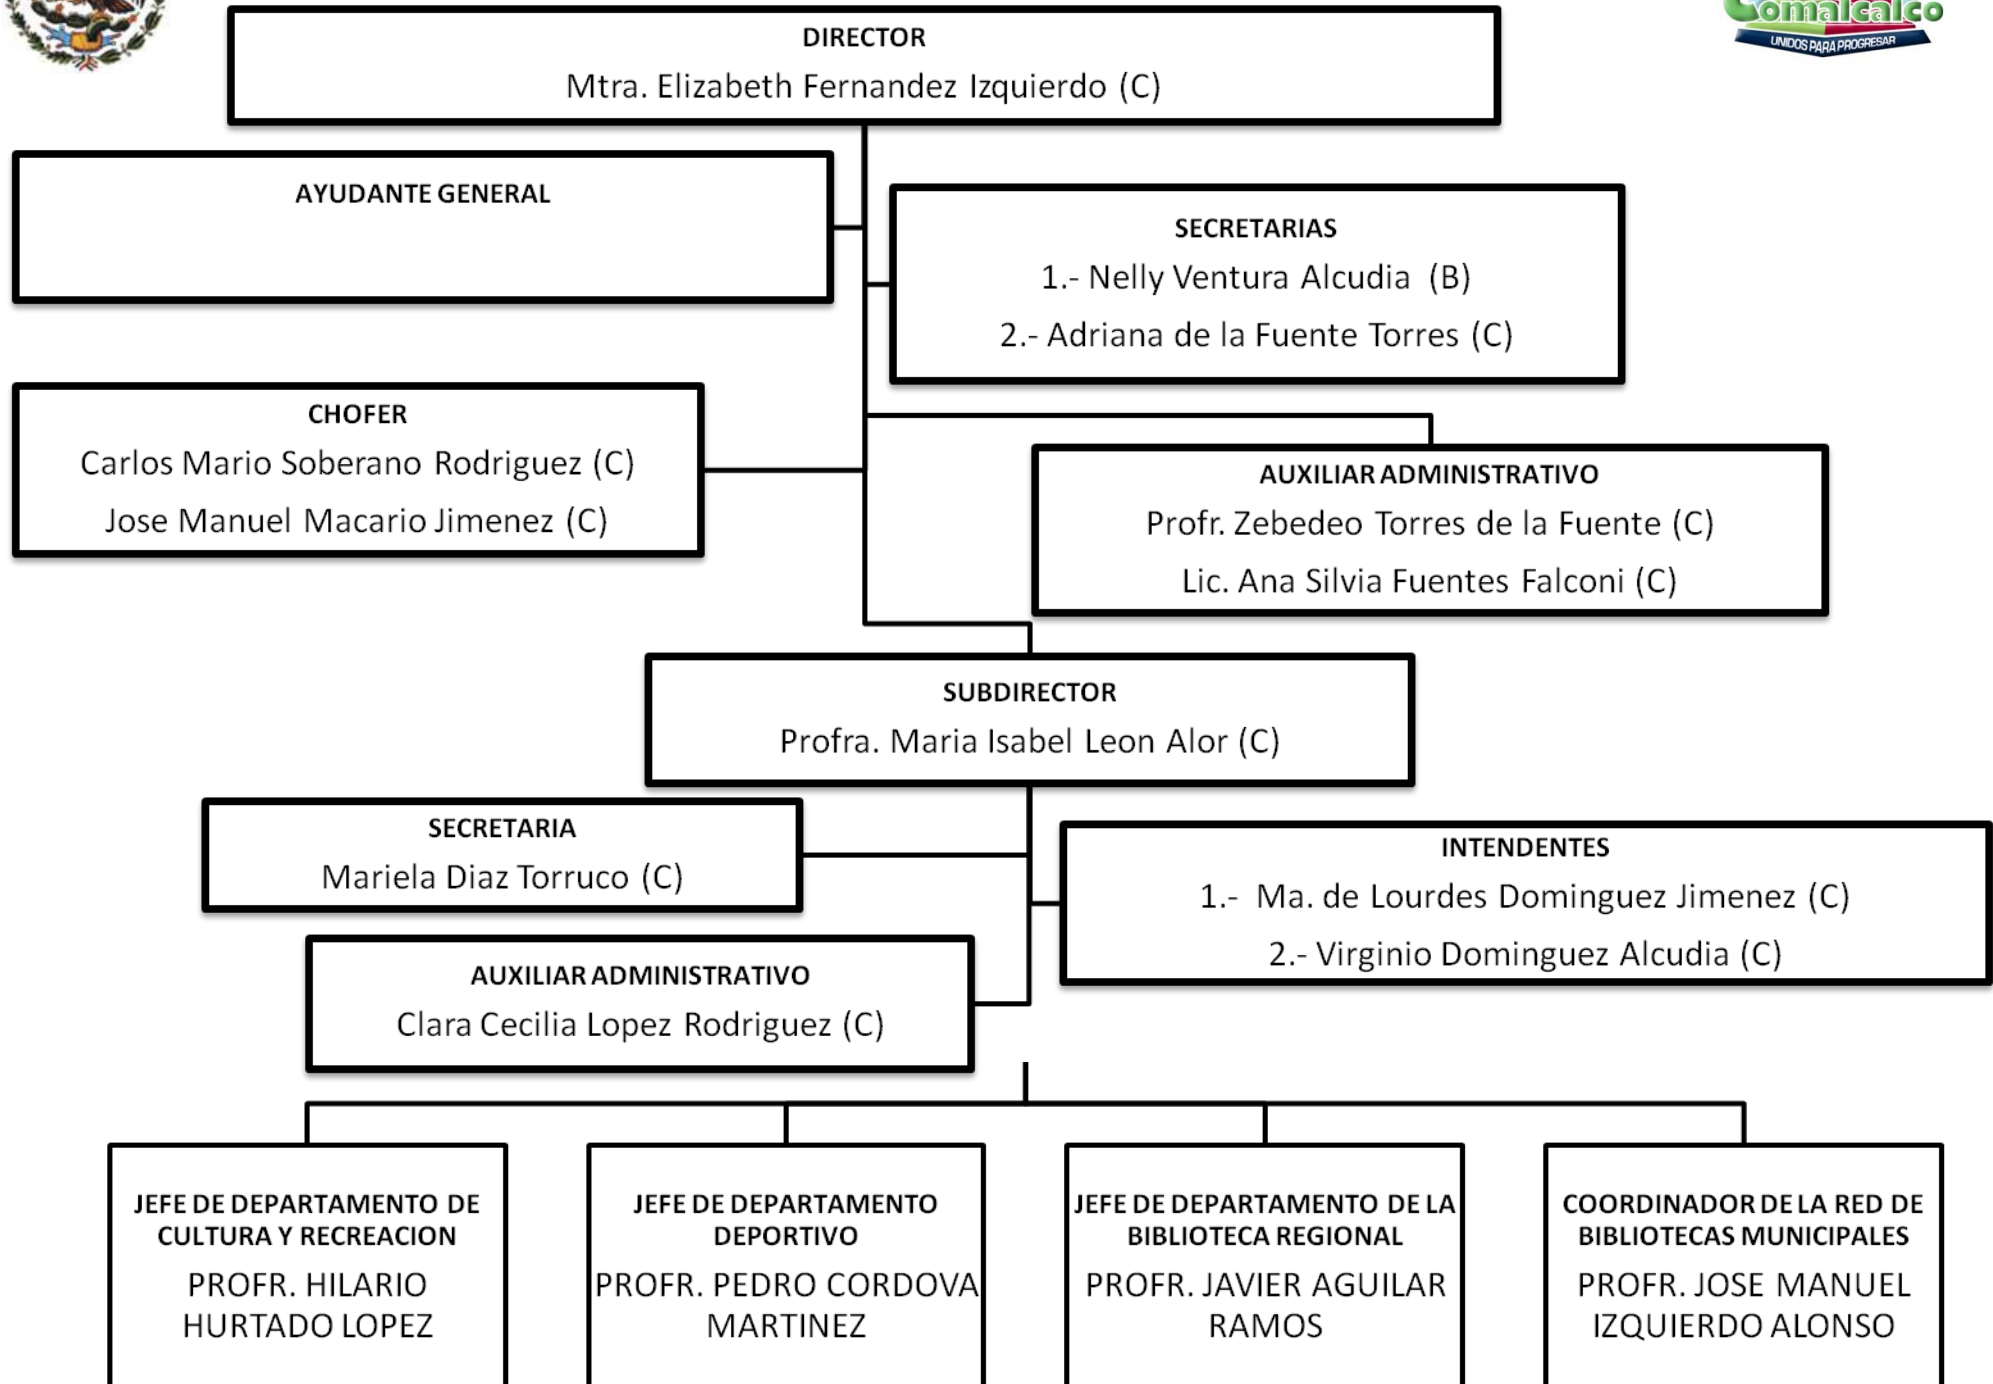 Comalcalco
UNIDOS PARA PROGRESAR
DIRECTOR
Mtra. Elizabeth Fernandez Izquierdo (C)
AYUDANTE GENERAL
SECRETARIAS
1.- Nelly Ventura Alcudia (B)
2.- Adriana de la Fuente Torres (C)
CHOFER
Carlos Mario Soberano Rodriguez (C)
Jose Manuel Macario Jimenez (C)
AUXILIAR ADMINISTRATIVO
Profr. Zebedeo Torres de la Fuente (C)
Lic. Ana Silvia Fuentes Falconi (C)
SUBDIRECTOR
Profra. Maria Isabel Leon Alor (C)
SECRETARIA
Mariela Diaz Torruco (C)
INTENDENTES
1.- Ma. de Lourdes Dominguez Jimenez (C)
2.- Virginio Dominguez Alcudia (C)
AUXILIAR ADMINISTRATIVO
Clara Cecilia Lopez Rodriguez (C)
JEFE DE DEPARTAMENTO DE
CULTURA Y RECREACION
PROFR. HILARIO
HURTADO LOPEZ
JEFE DE DEPARTAMENTO
DEPORTIVO
PROFR. PEDRO CORDOVA
MARTINEZ
JEFE DE DEPARTAMENTO DE LA
BIBLIOTECA REGIONAL
PROFR. JAVIER AGUILAR
RAMOS
COORDINADOR DE LA RED DE
BIBLIOTECAS MUNICIPALES
PROFR. JOSE MANUEL
IZQUIERDO ALONSO